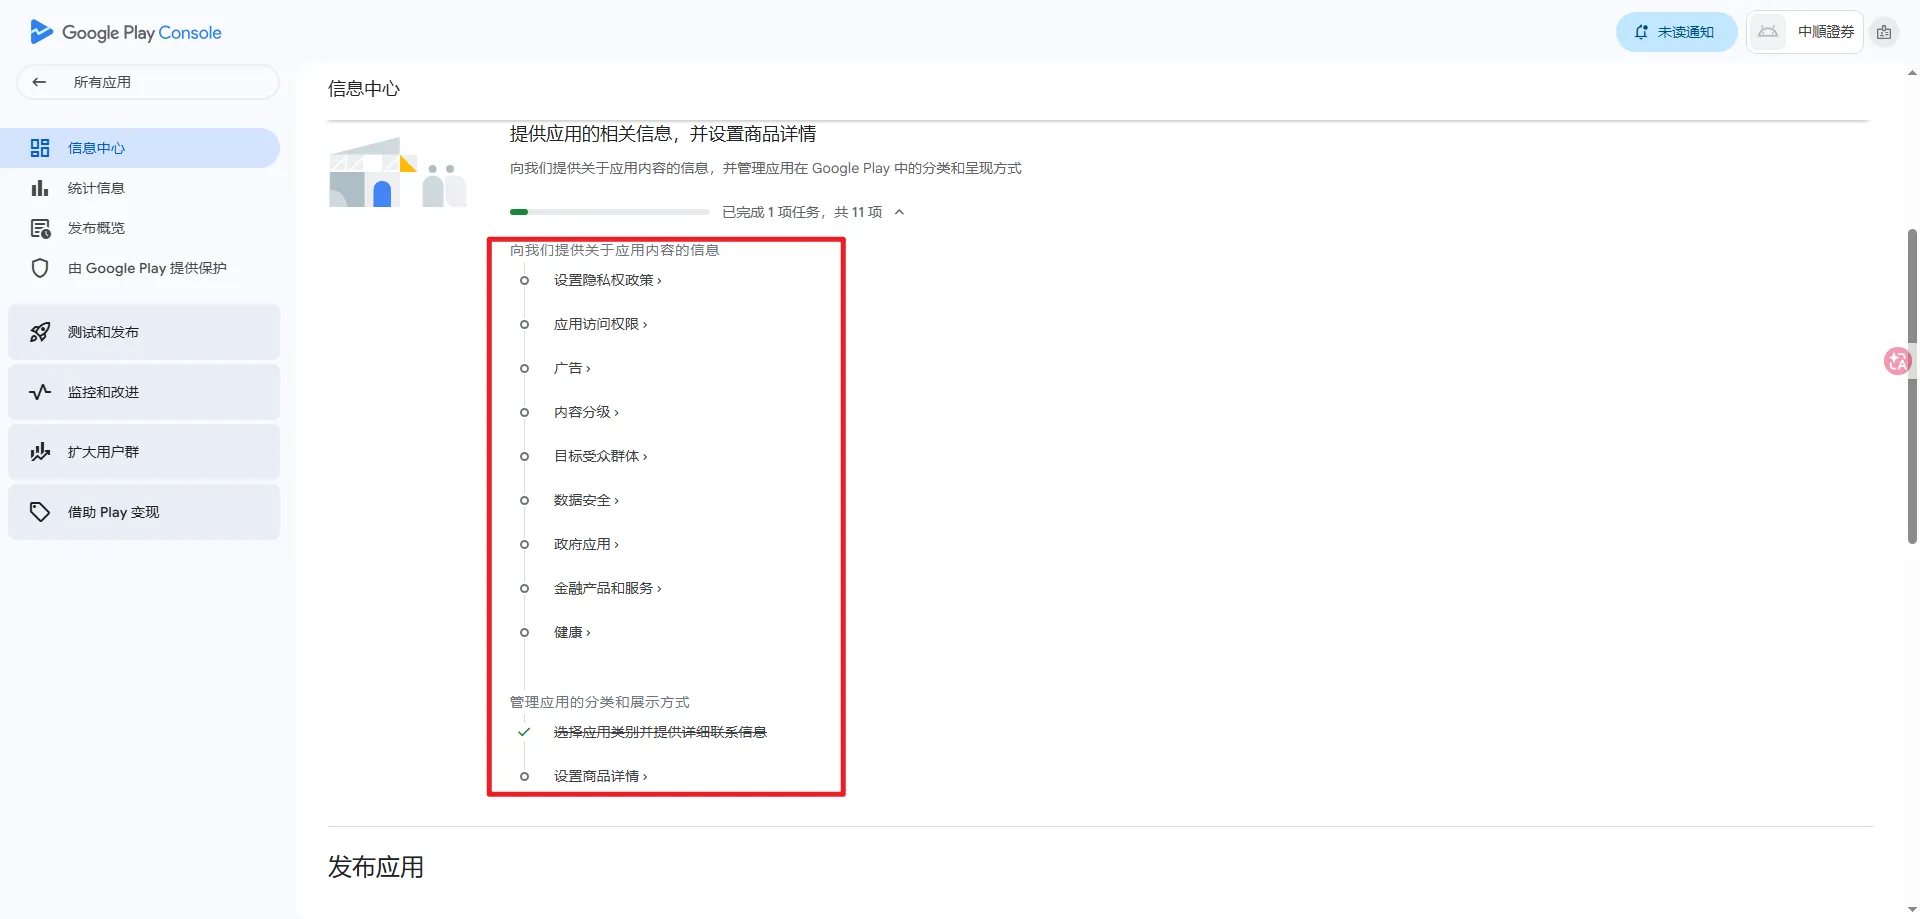 Google Play Console
未读通知
中順證券
所有应用
信息中心
统计信息
发布概览
由 Google Play 提供保护
测试和发布
监控和改进
扩大用户群
借助 Play 变现
信息中心
提供应用的相关信息，并设置商品详情
向我们提供关于应用内容的信息，并管理应用在 Google Play 中的分类和呈现方式
已完成 1 项任务，共 11 项
向我们提供关于应用内容的信息
设置隐私权政策 ›
应用访问权限 ›
广告 ›
内容分级 ›
目标受众群体 ›
数据安全 ›
政府应用 ›
金融产品和服务 ›
健康 ›
管理应用的分类和展示方式
选择应用类别并提供详细联系信息
设置商品详情 ›
发布应用